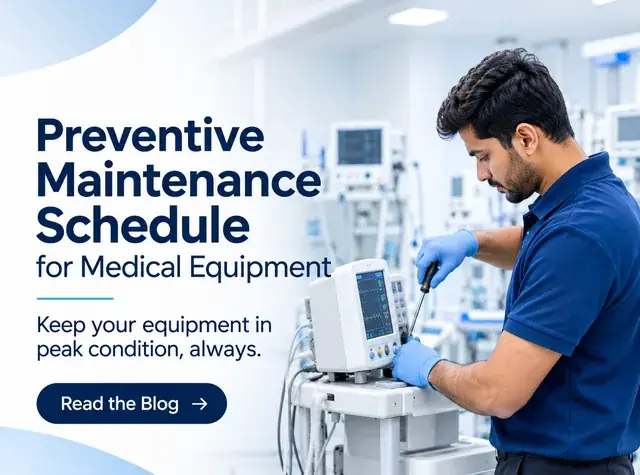 Preventive
Maintenance
Schedule
for Medical Equipment
Keep your equipment in
peak condition, always.
Read the Blog →